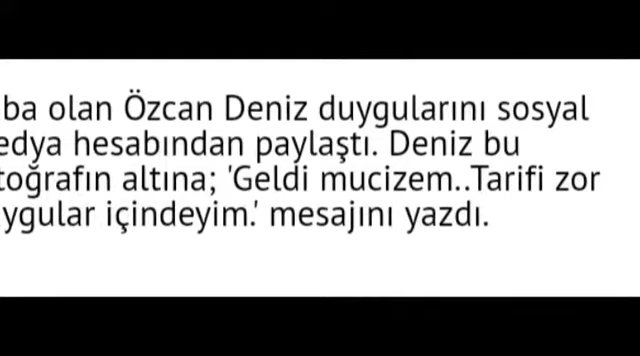 ba olan Özcan Deniz duygularını sosyal
edya hesabından paylaştı. Deniz bu
toğrafın altına; 'Geldi mucizem..Tarifi zor
ygular içindeyim.' mesajını yazdı.